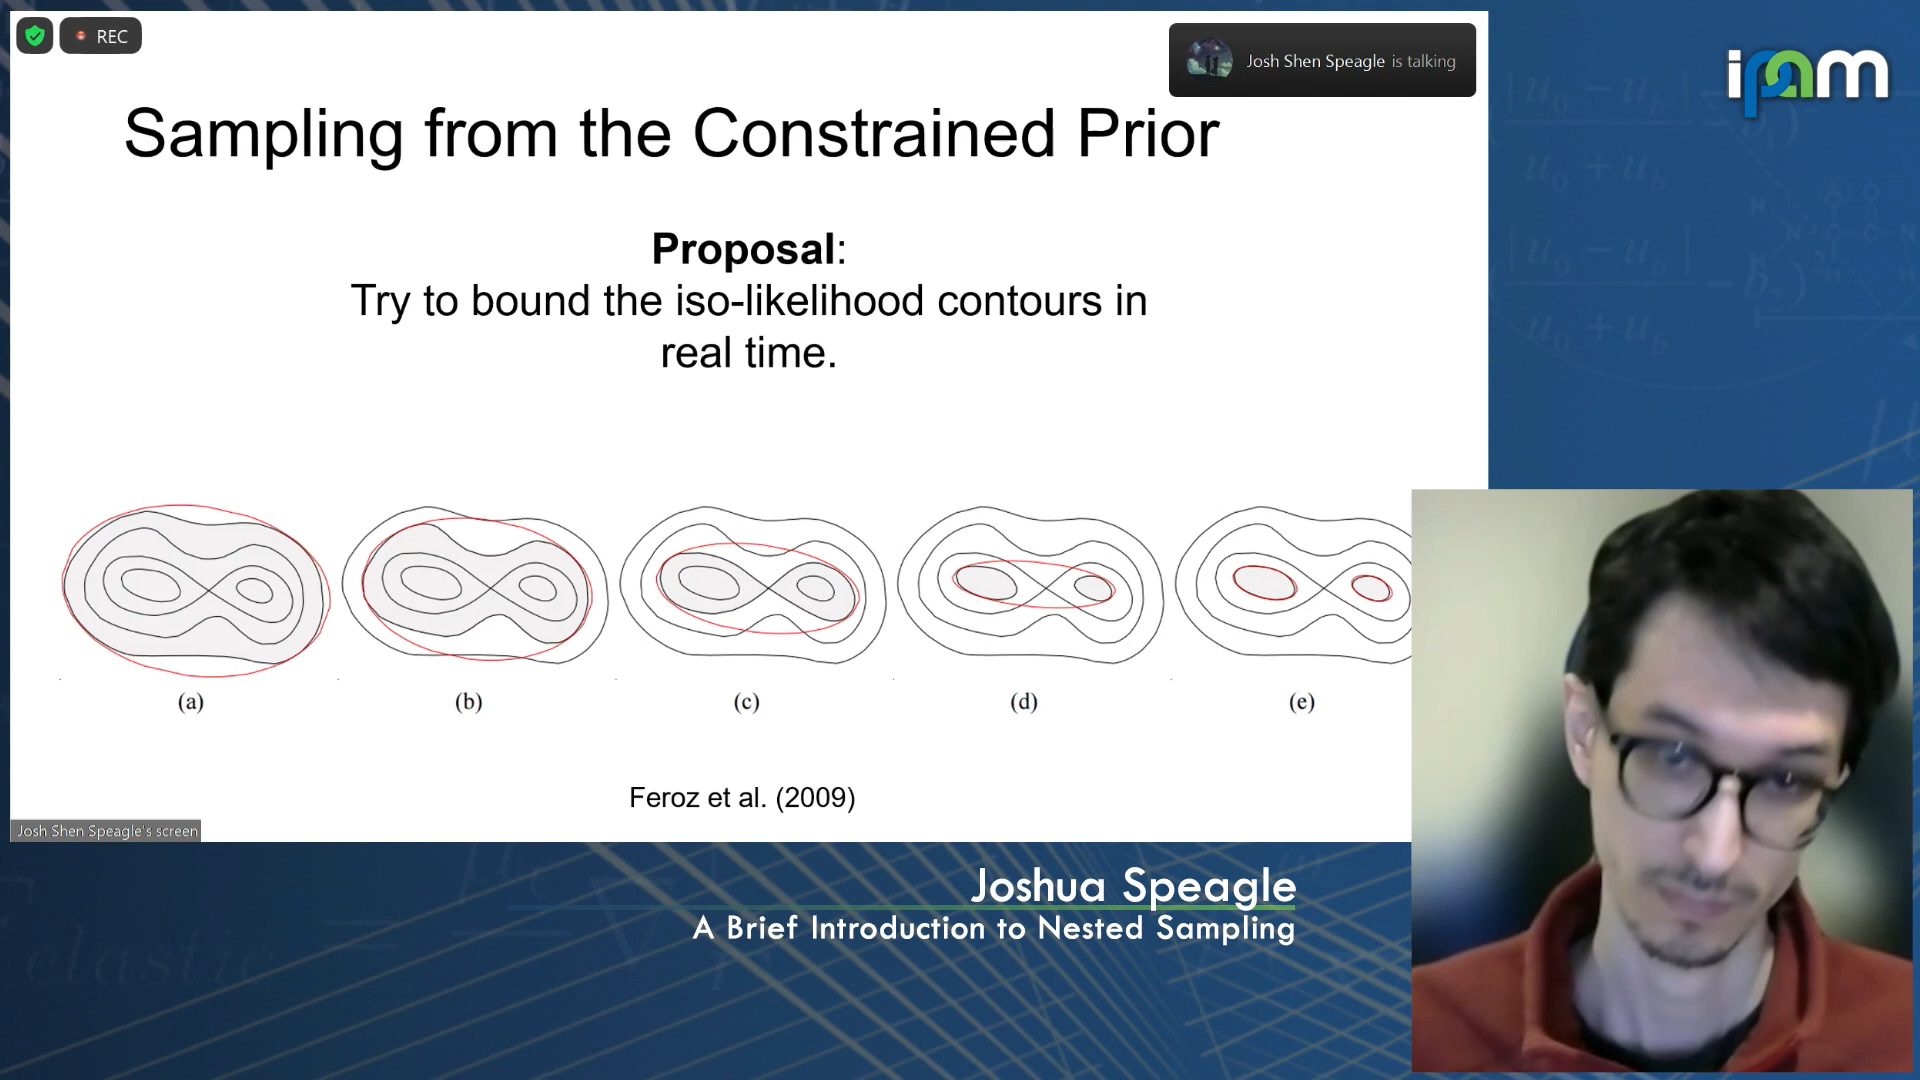 REC
Josh Shen Speagle is talking
ipam
Sampling from the Constrained Prior
Proposal:
Try to bound the iso-likelihood contours in
real time.
(a)
(b)
(c)
(d)
(e)
Feroz et al. (2009)
Josh Shen Speagle's screen
Joshua Speagle
A Brief Introduction to Nested Sampling
elastic